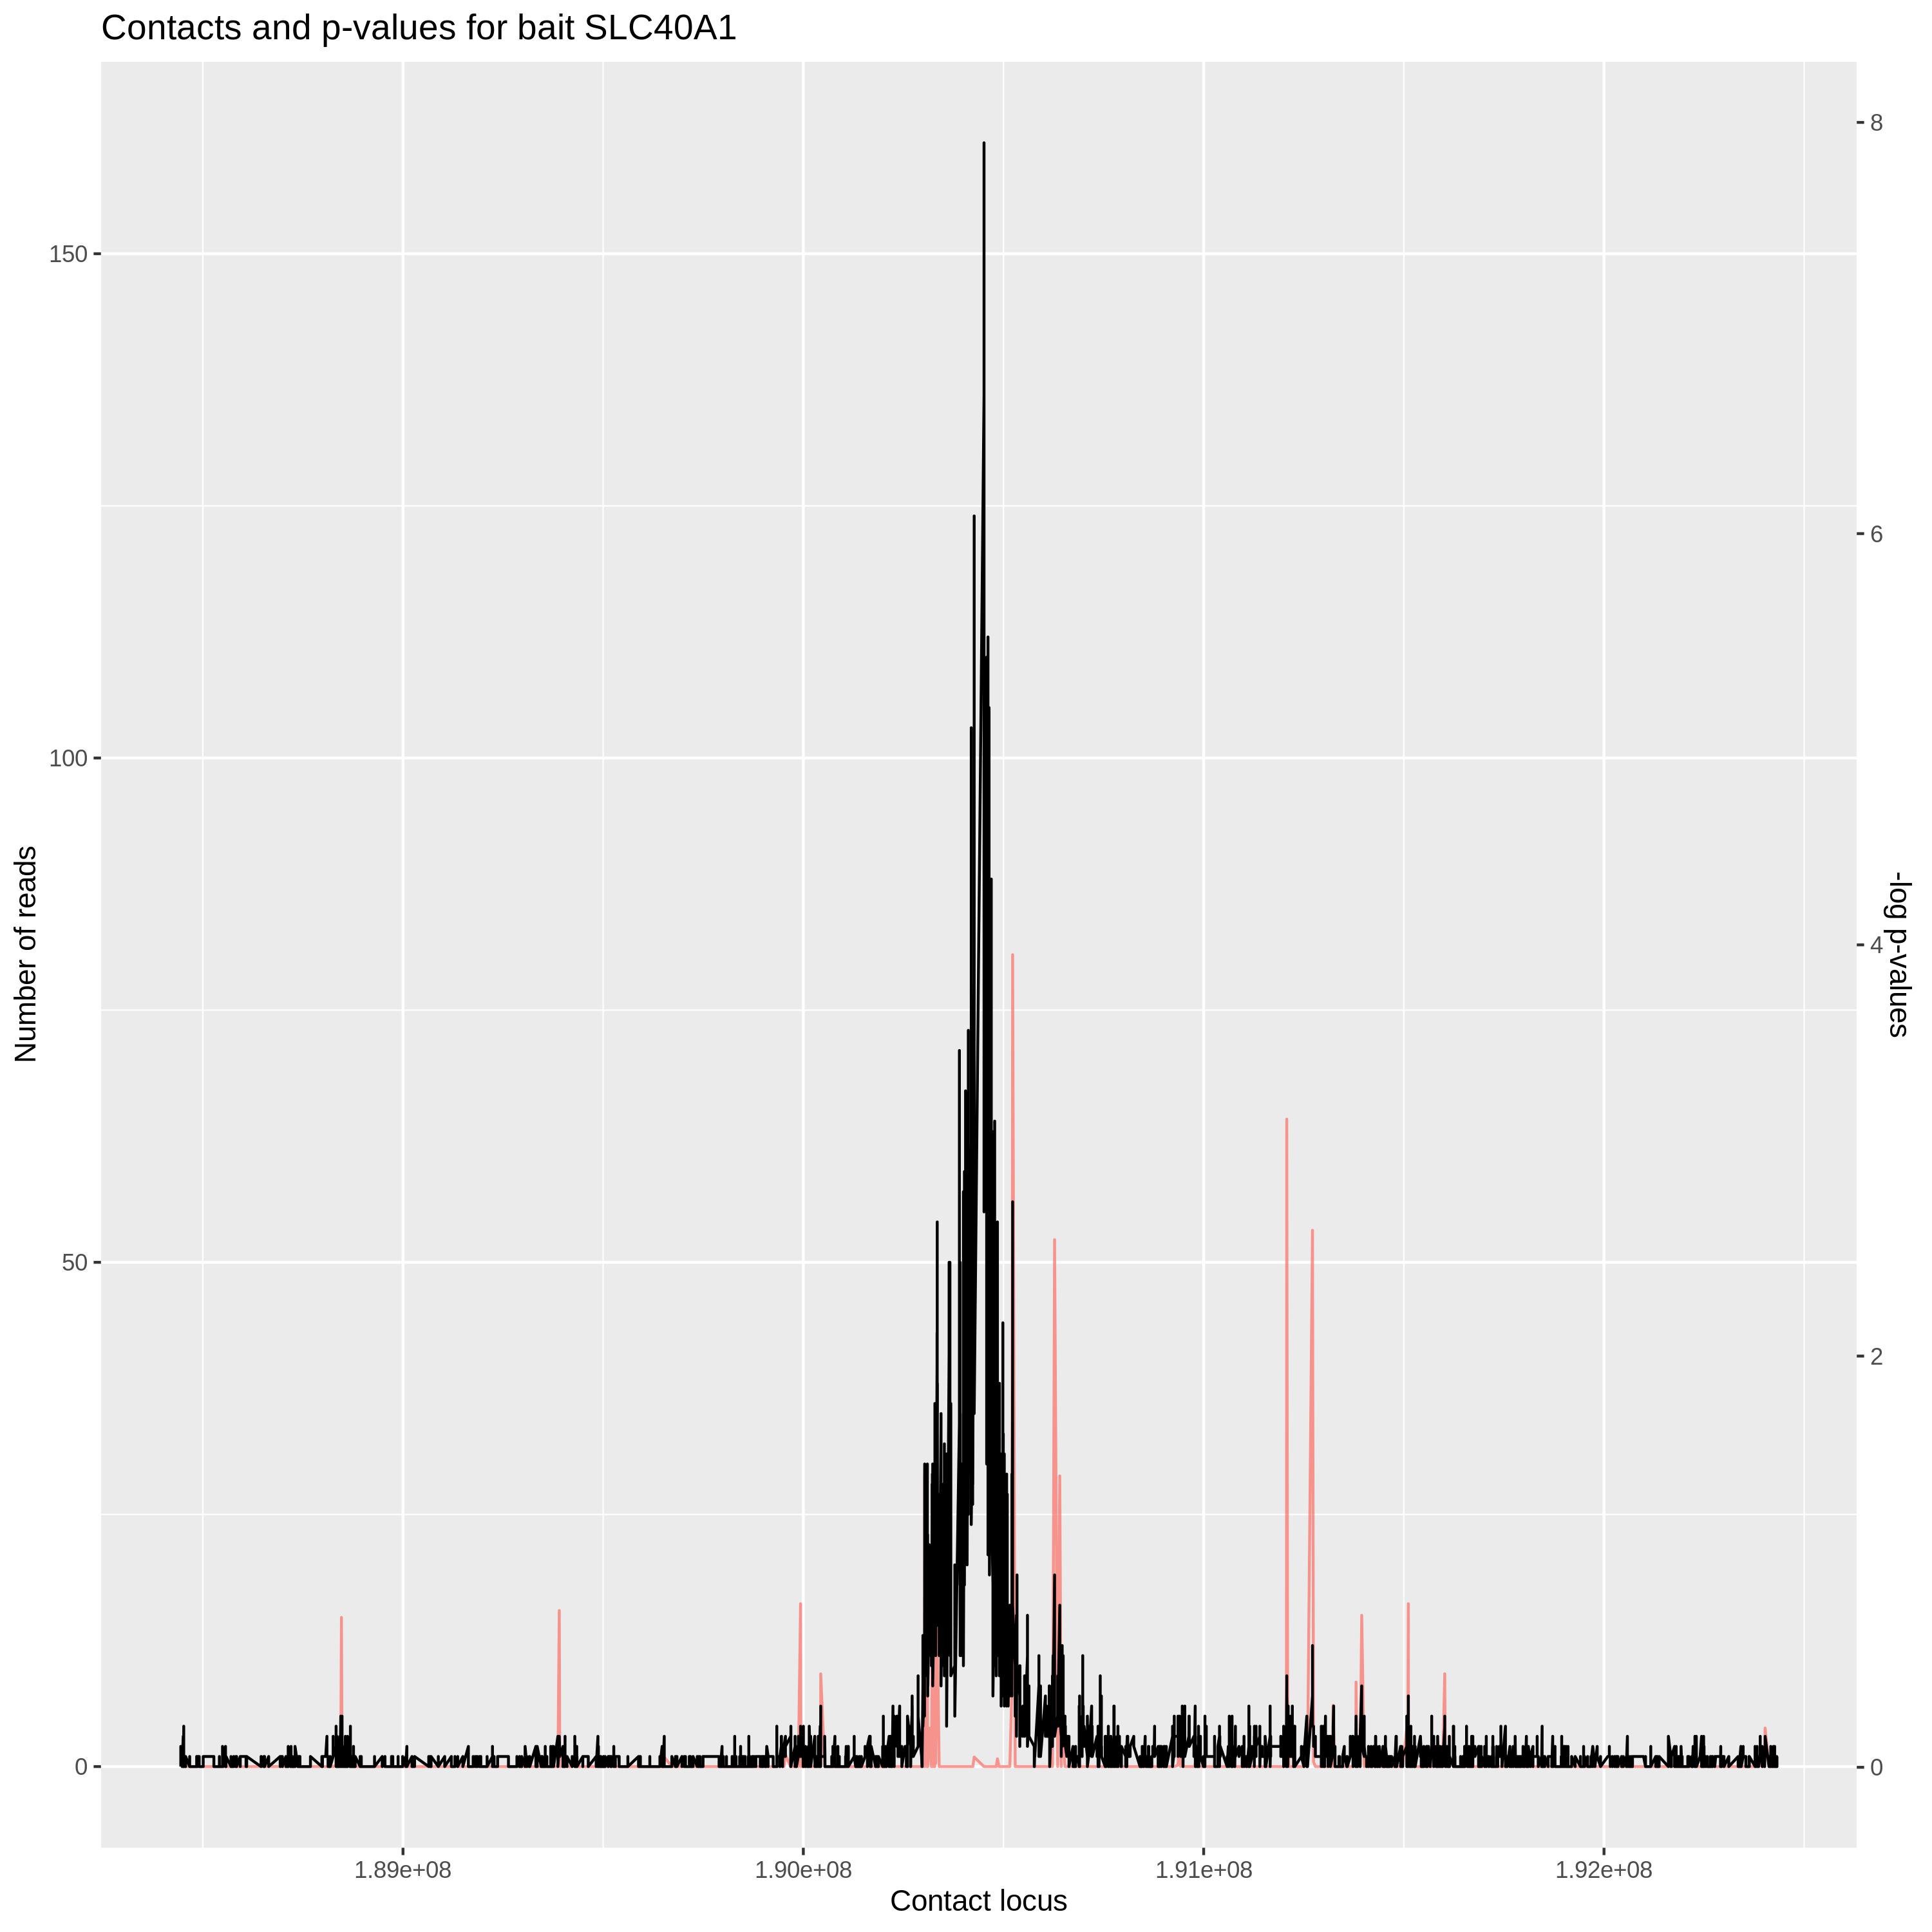 Contacts and p-values for bait SLC40A1
Number of reads
150
100
50
0
8
6
4
2
0
-log p-values
1.89e+08
1.90e+08
1.91e+08
1.92e+08
Contact locus